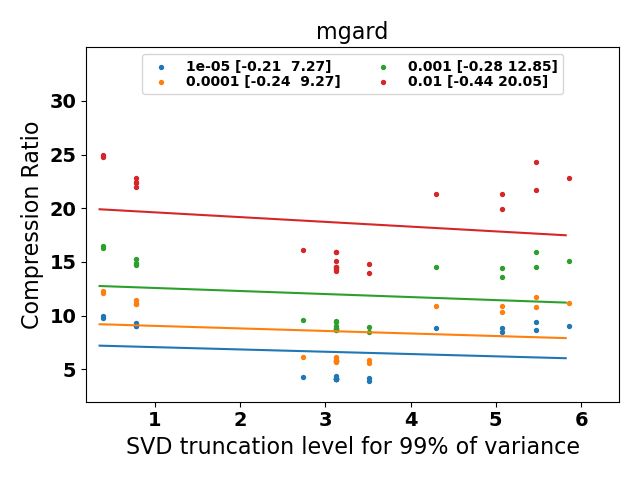 mgard
1e-05 [-0.21  7.27]
0.0001 [-0.24  9.27]
0.001 [-0.28 12.85]
0.01 [-0.44 20.05]
Compression Ratio
30
25
20
15
10
5
1 2 3 4 5 6
SVD truncation level for 99% of variance